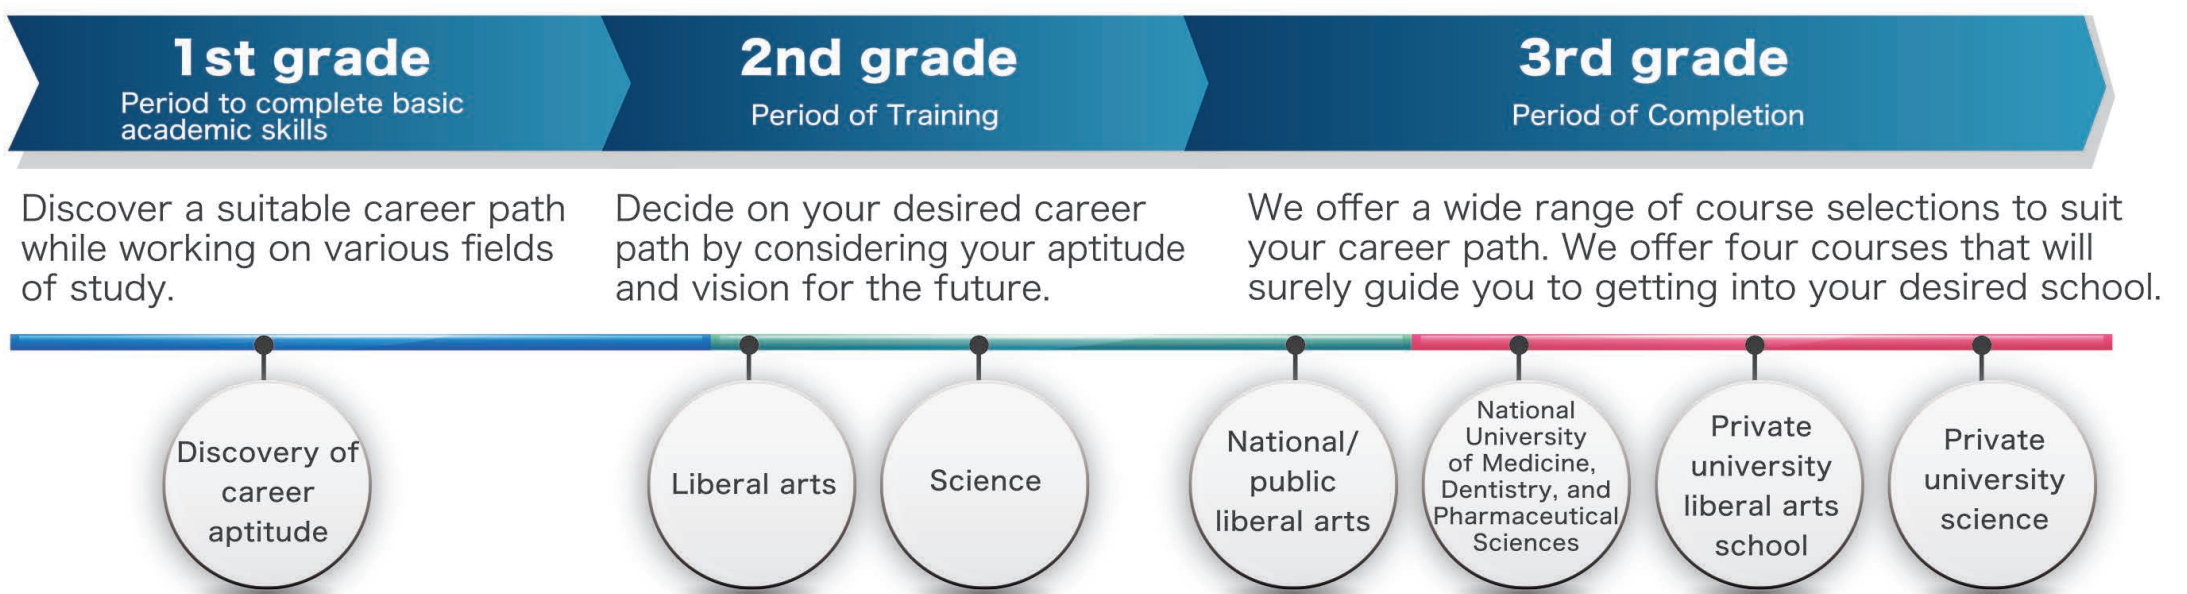 1st grade
Period to complete basic
academic skills
2nd grade
Period of Training
3rd grade
Period of Completion
Discover a suitable career path
while working on various fields
of study.
Decide on your desired career
path by considering your aptitude
and vision for the future.
We offer a wide range of course selections to suit
your career path. We offer four courses that will
surely guide you to getting into your desired school.
Discovery of
career
aptitude
Liberal arts
Science
National/
public
liberal arts
National
University
of Medicine,
Dentistry, and
Pharmaceutical
Sciences
Private
university
liberal arts
school
Private
university
science